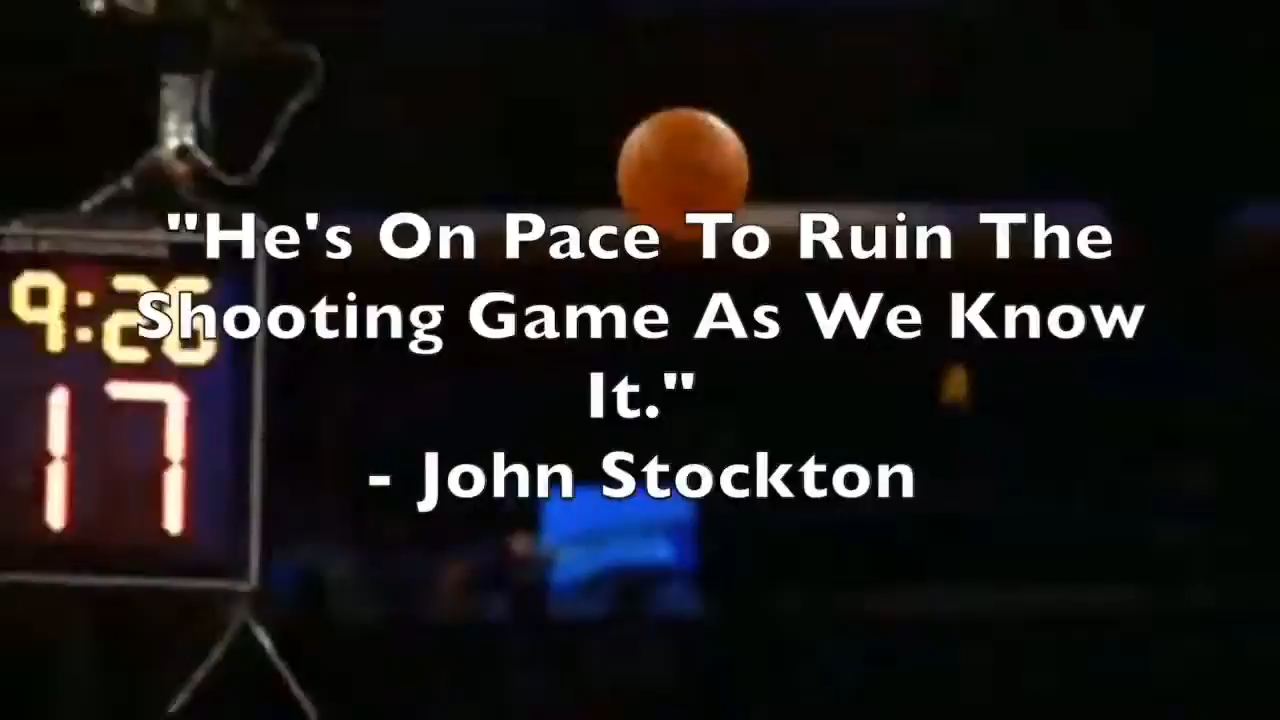 "He's On Pace To Ruin The
Shooting Game As We Know
It."
- John Stockton
9:26
17